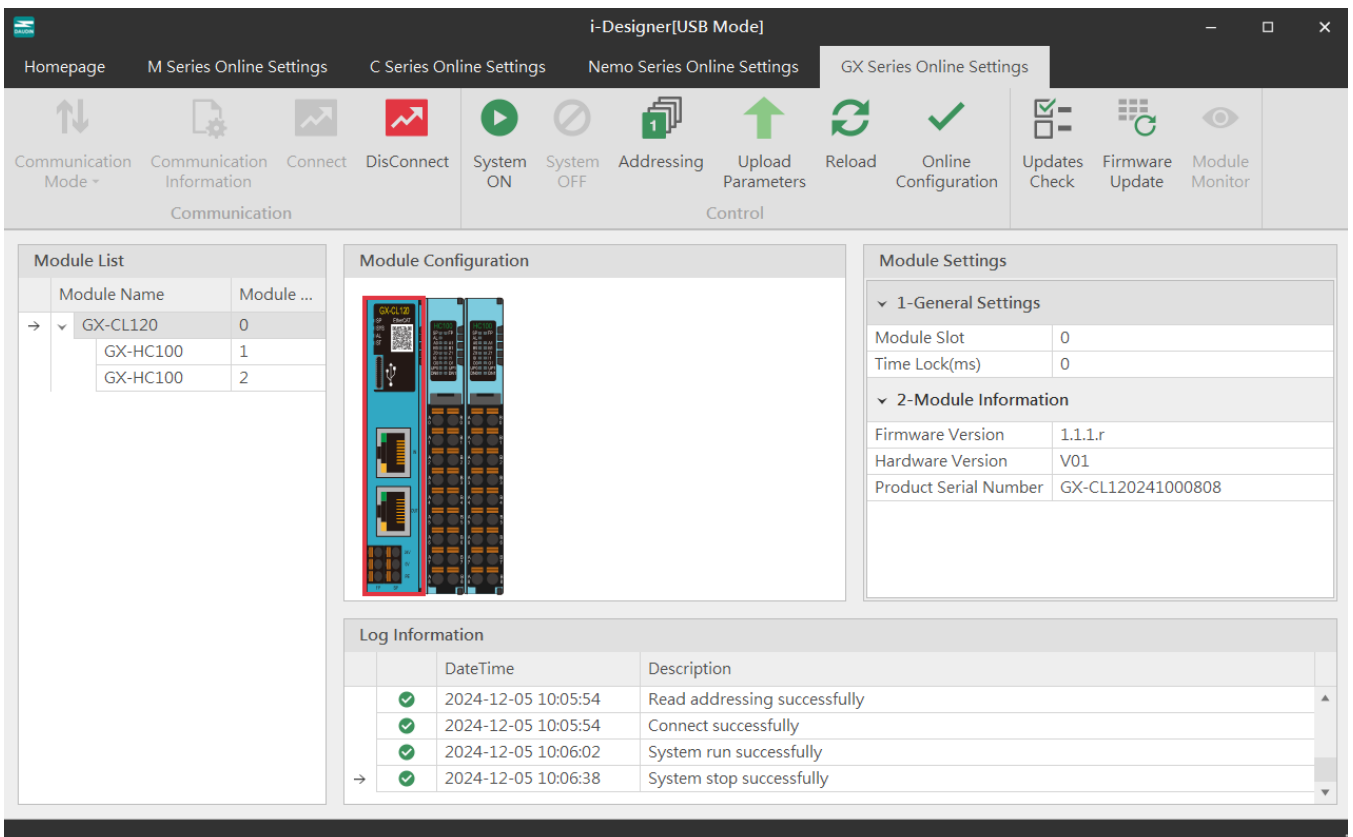 DAUDIN
i-Designer[USB Mode]
Homepage M Series Online Settings C Series Online Settings Nemo Series Online Settings GX Series Online Settings
Communication Mode
Communication Information
Connect
DisConnect
System ON
System OFF
1
Addressing
Upload Parameters
Reload
Online Configuration
Updates Check
Firmware Update
Module Monitor
Communication
Control
Module List
Module Name Module ...
GX-CL120 0
GX-HC100 1
GX-HC100 2
Module Configuration
GX-CL120
EtherCAT
HC100
HC100
Module Settings
1-General Settings
Module Slot 0
Time Lock(ms) 0
2-Module Information
Firmware Version 1.1.1.r
Hardware Version V01
Product Serial Number GX-CL120241000808
Log Information
DateTime Description
2024-12-05 10:05:54 Read addressing successfully
2024-12-05 10:05:54 Connect successfully
2024-12-05 10:06:02 System run successfully
2024-12-05 10:06:38 System stop successfully